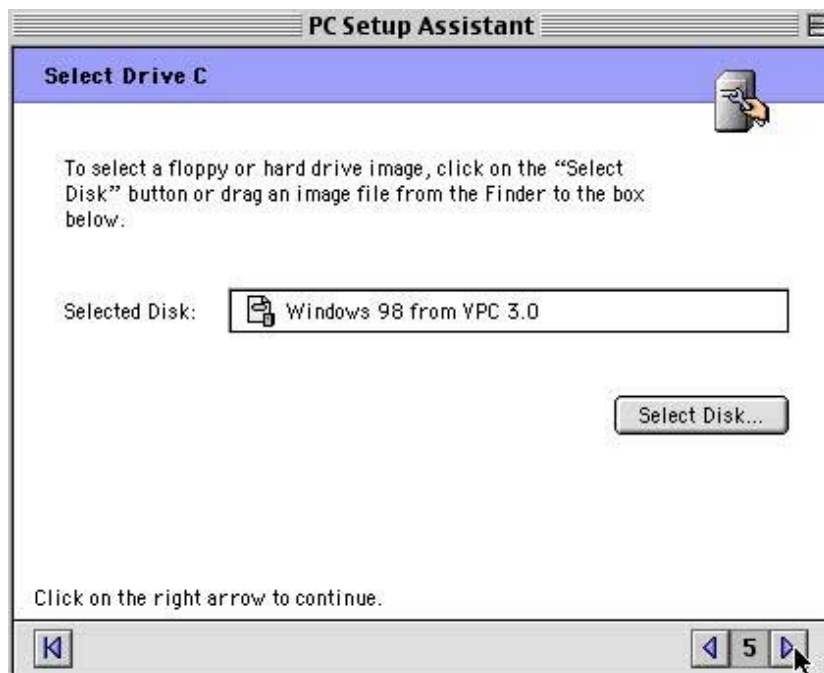 PC Setup Assistant
Select Drive C
To select a floppy or hard drive image, click on the “Select
Disk” button or drag an image file from the Finder to the box
below.
Selected Disk: Windows 98 from VPC 3.0
Select Disk...
Click on the right arrow to continue.
5